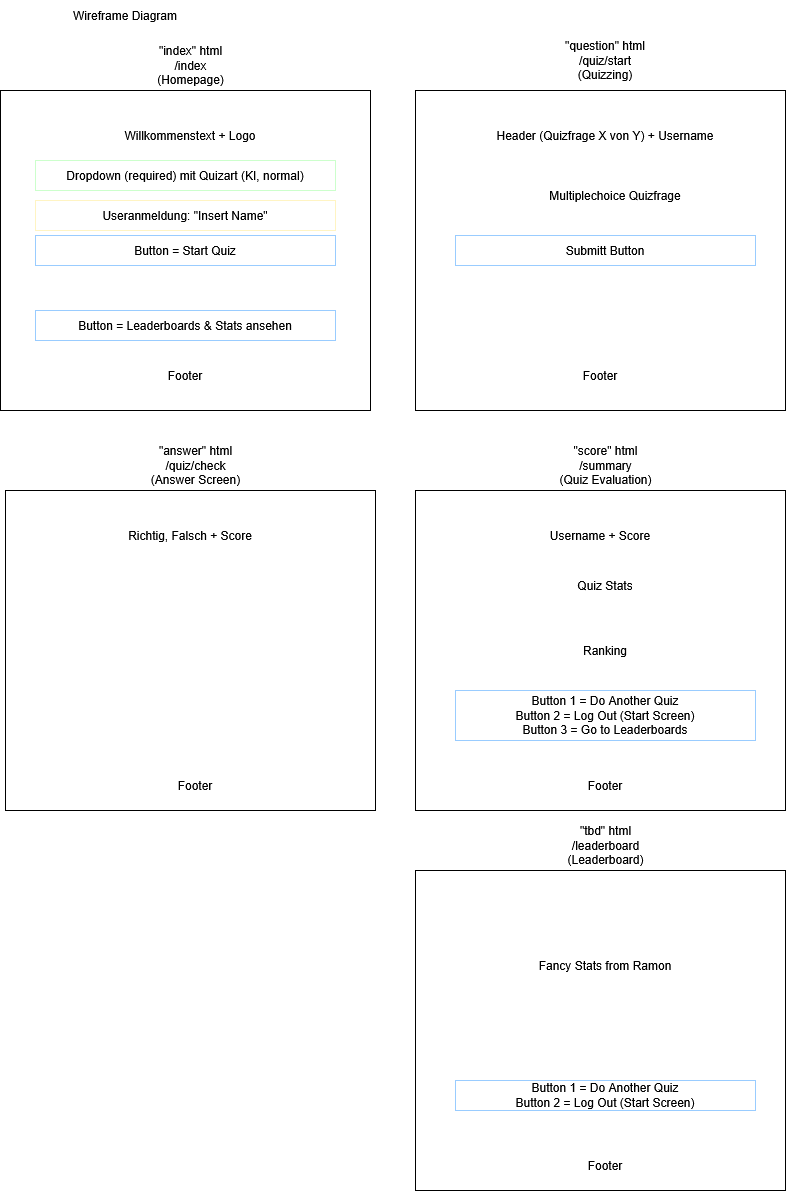 Wireframe Diagram
"index" html
/index
(Homepage)
Willkommenstext + Logo
Dropdown (required) mit Quizart (KI, normal)
Useranmeldung: "Insert Name"
Button = Start Quiz
Button = Leaderboards & Stats ansehen
Footer
"question" html
/quiz/start
(Quizzing)
Header (Quizfrage X von Y) + Username
Multiplechoice Quizfrage
Submitt Button
Footer
"answer" html
/quiz/check
(Answer Screen)
Richtig, Falsch + Score
Footer
"score" html
/summary
(Quiz Evaluation)
Username + Score
Quiz Stats
Ranking
Button 1 = Do Another Quiz
Button 2 = Log Out (Start Screen)
Button 3 = Go to Leaderboards
Footer
"tbd" html
/leaderboard
(Leaderboard)
Fancy Stats from Ramon
Button 1 = Do Another Quiz
Button 2 = Log Out (Start Screen)
Footer